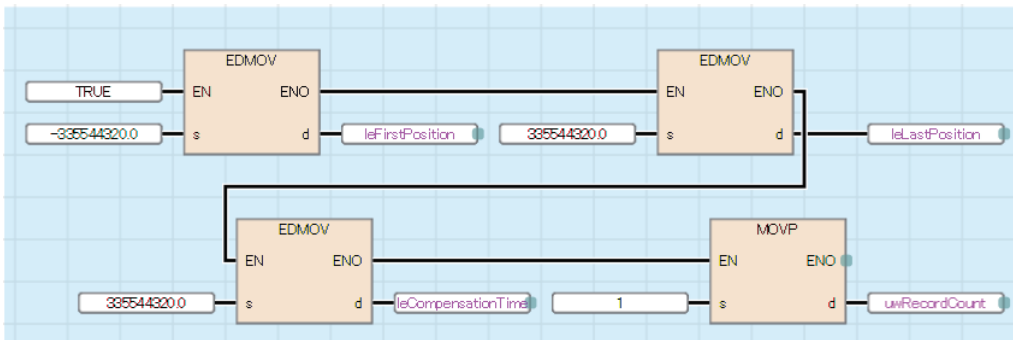 EDMOV
EDMOV
TRUE EN ENO EN ENO
-335544320.0 s d leFirstPosition 335544320.0 s d leLastPosition
EDMOV
MOVP
EN ENO EN ENO
335544320.0 s d leCompensationTime 1 s d uwRecordCount